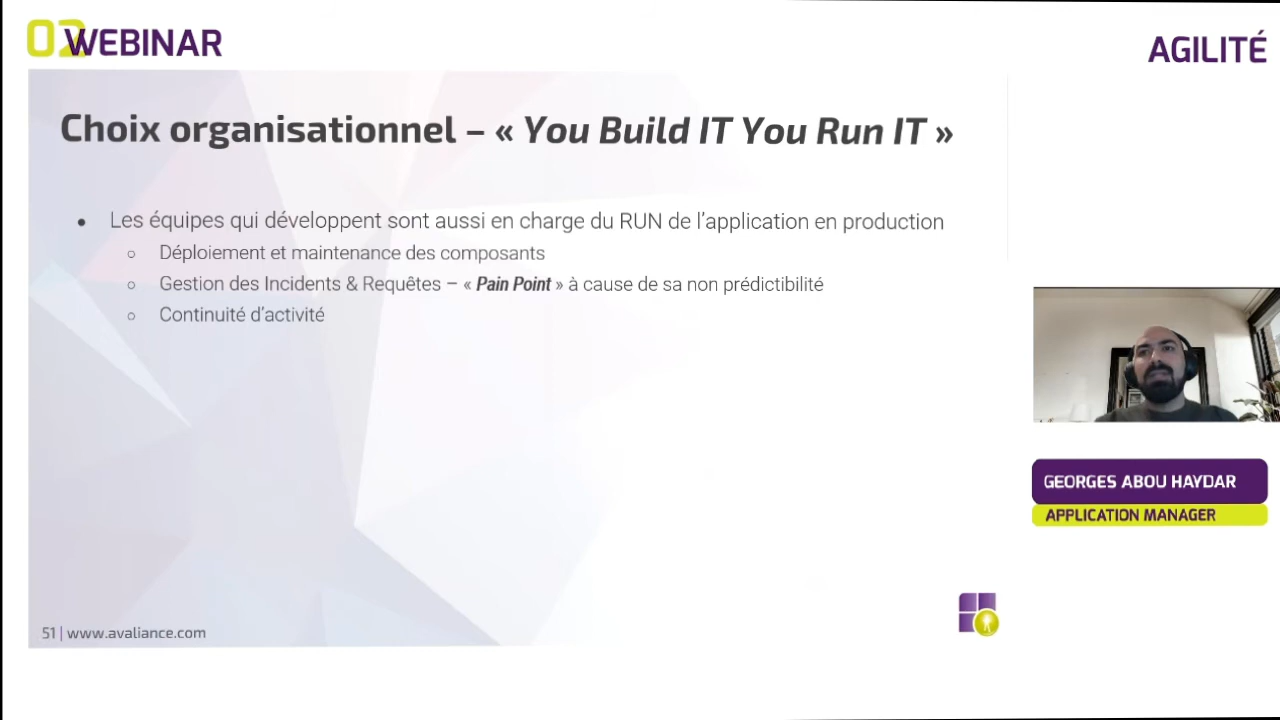 02 WEBINAR
AGILITÉ
Choix organisationnel – « You Build IT You Run IT »
• Les équipes qui développent sont aussi en charge du RUN de l’application en production
○ Déploiement et maintenance des composants
○ Gestion des Incidents & Requêtes – « Pain Point » à cause de sa non prédictibilité
○ Continuité d’activité
GEORGES ABOU HAYDAR
APPLICATION MANAGER
51 | www.avaliance.com